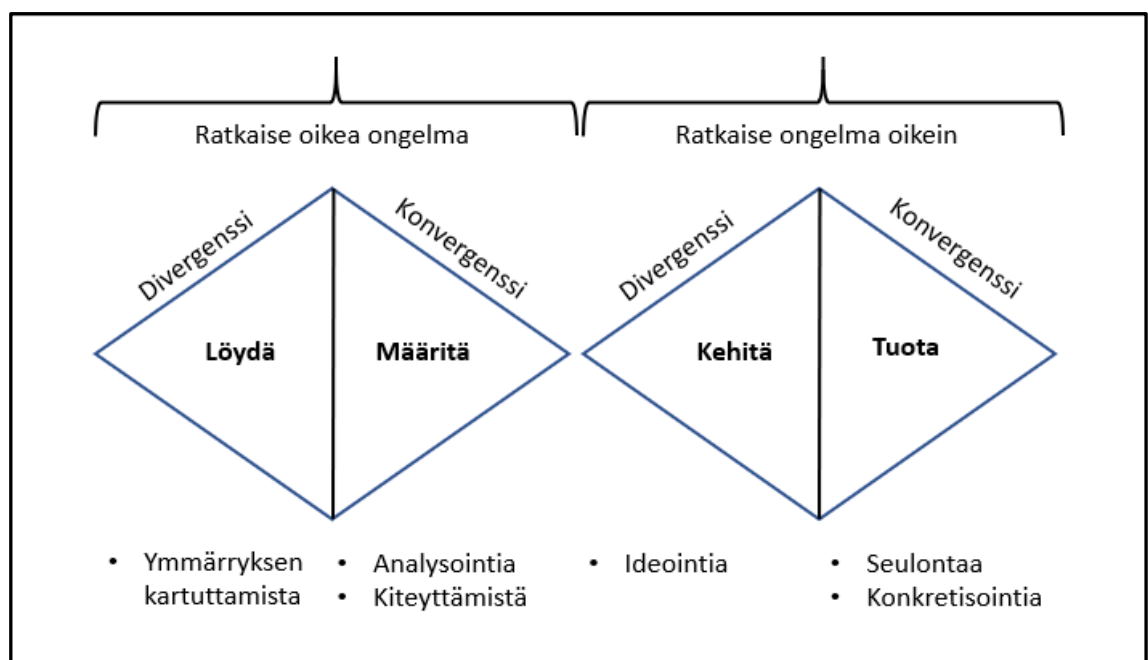 Ratkaise oikea ongelma
Ratkaise ongelma oikein
Divergenssi
Konvergenssi
Divergenssi
Konvergenssi
Löydä
Määritä
Kehitä
Tuota
• Ymmärryksen
kartuttamista
• Analysointia
• Kiteyttämistä
• Ideointia
• Seulontaa
• Konkretisointia